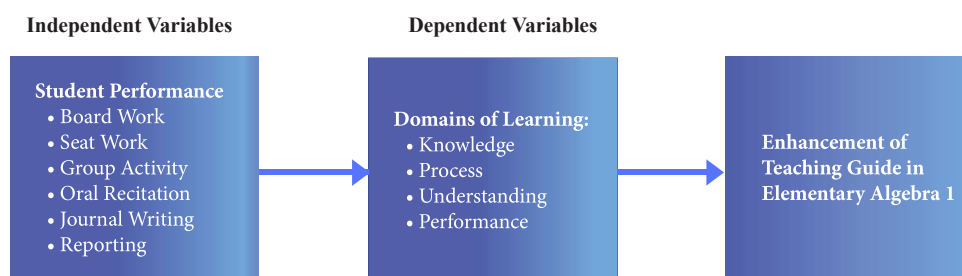 Independent Variables
Dependent Variables
Student Performance
• Board Work
• Seat Work
• Group Activity
• Oral Recitation
• Journal Writing
• Reporting
Domains of Learning:
• Knowledge
• Process
• Understanding
• Performance
Enhancement of
Teaching Guide in
Elementary Algebra 1